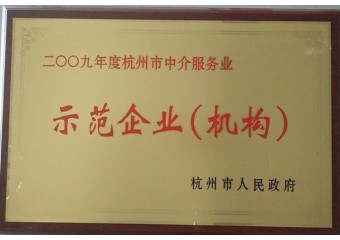 二〇〇九年度杭州市中介服务业
示范企业(机构)
杭州市人民政府